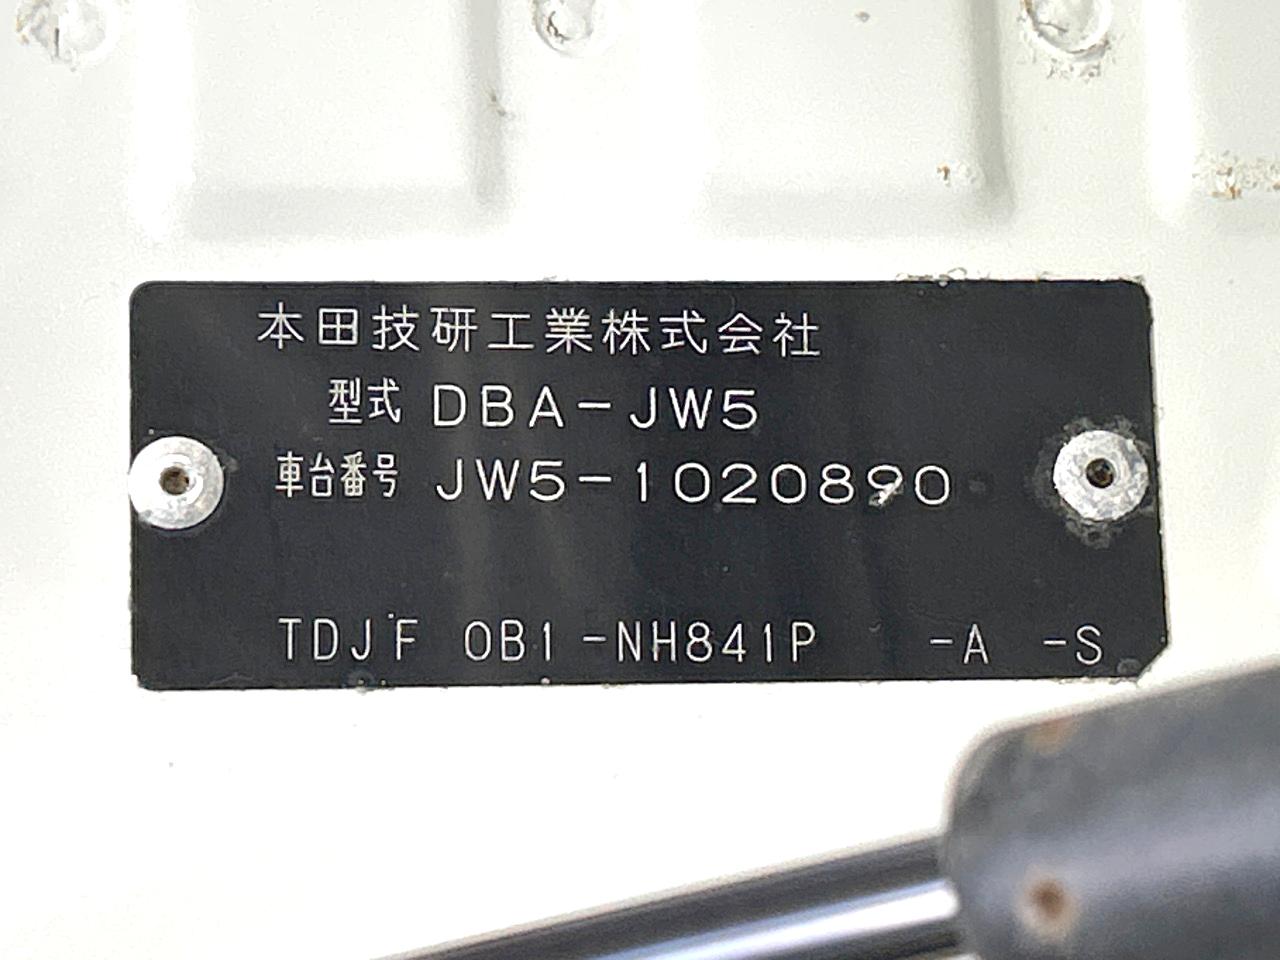 本田技研工業株式会社
型式 DBA-JW5
車台番号 JW5-1020890
TDJF 0B1 -NH841P -A -S